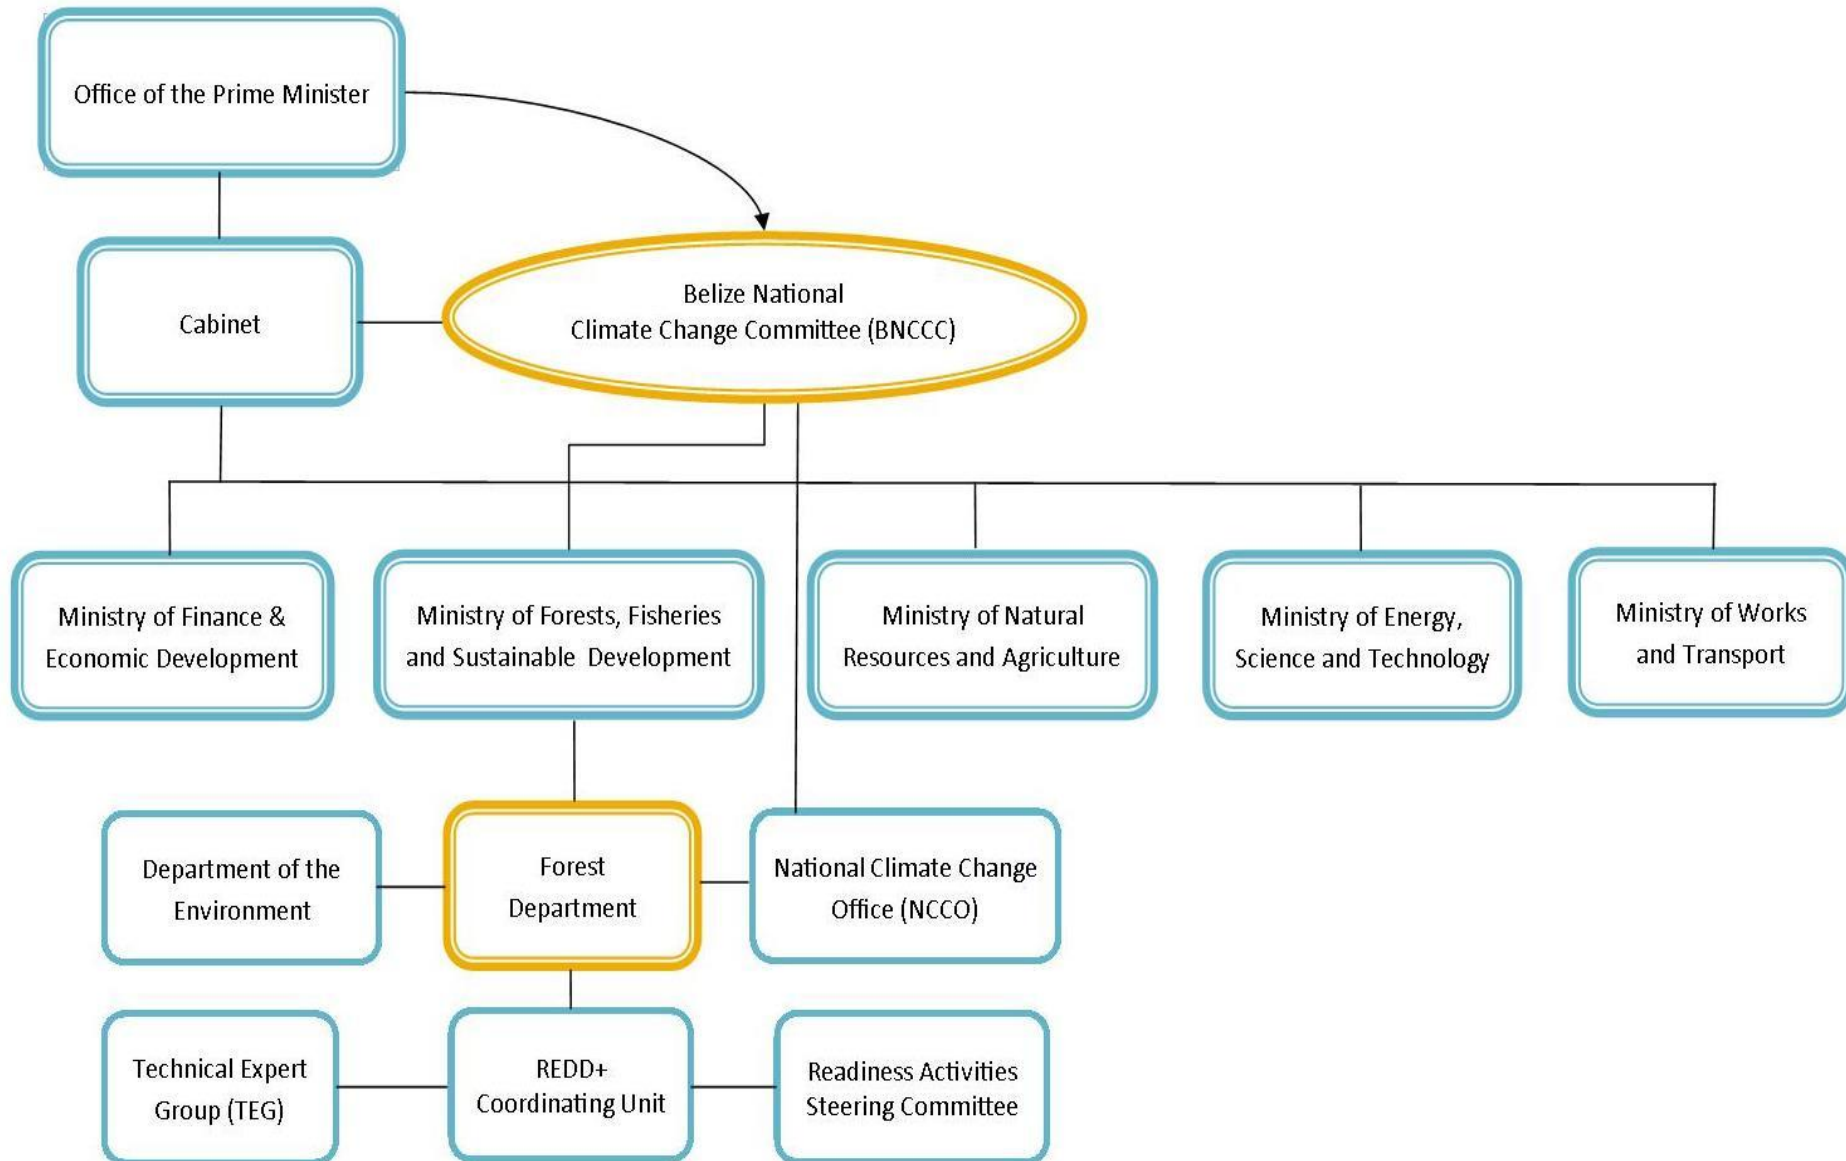 Office of the Prime Minister
Cabinet
Belize National
Climate Change Committee (BNCCC)
Ministry of Finance &
Economic Development
Ministry of Forests, Fisheries
and Sustainable Development
Ministry of Natural
Resources and Agriculture
Ministry of Energy,
Science and Technology
Ministry of Works
and Transport
Department of the
Environment
Forest
Department
National Climate Change
Office (NCCO)
Technical Expert
Group (TEG)
REDD+
Coordinating Unit
Readiness Activities
Steering Committee